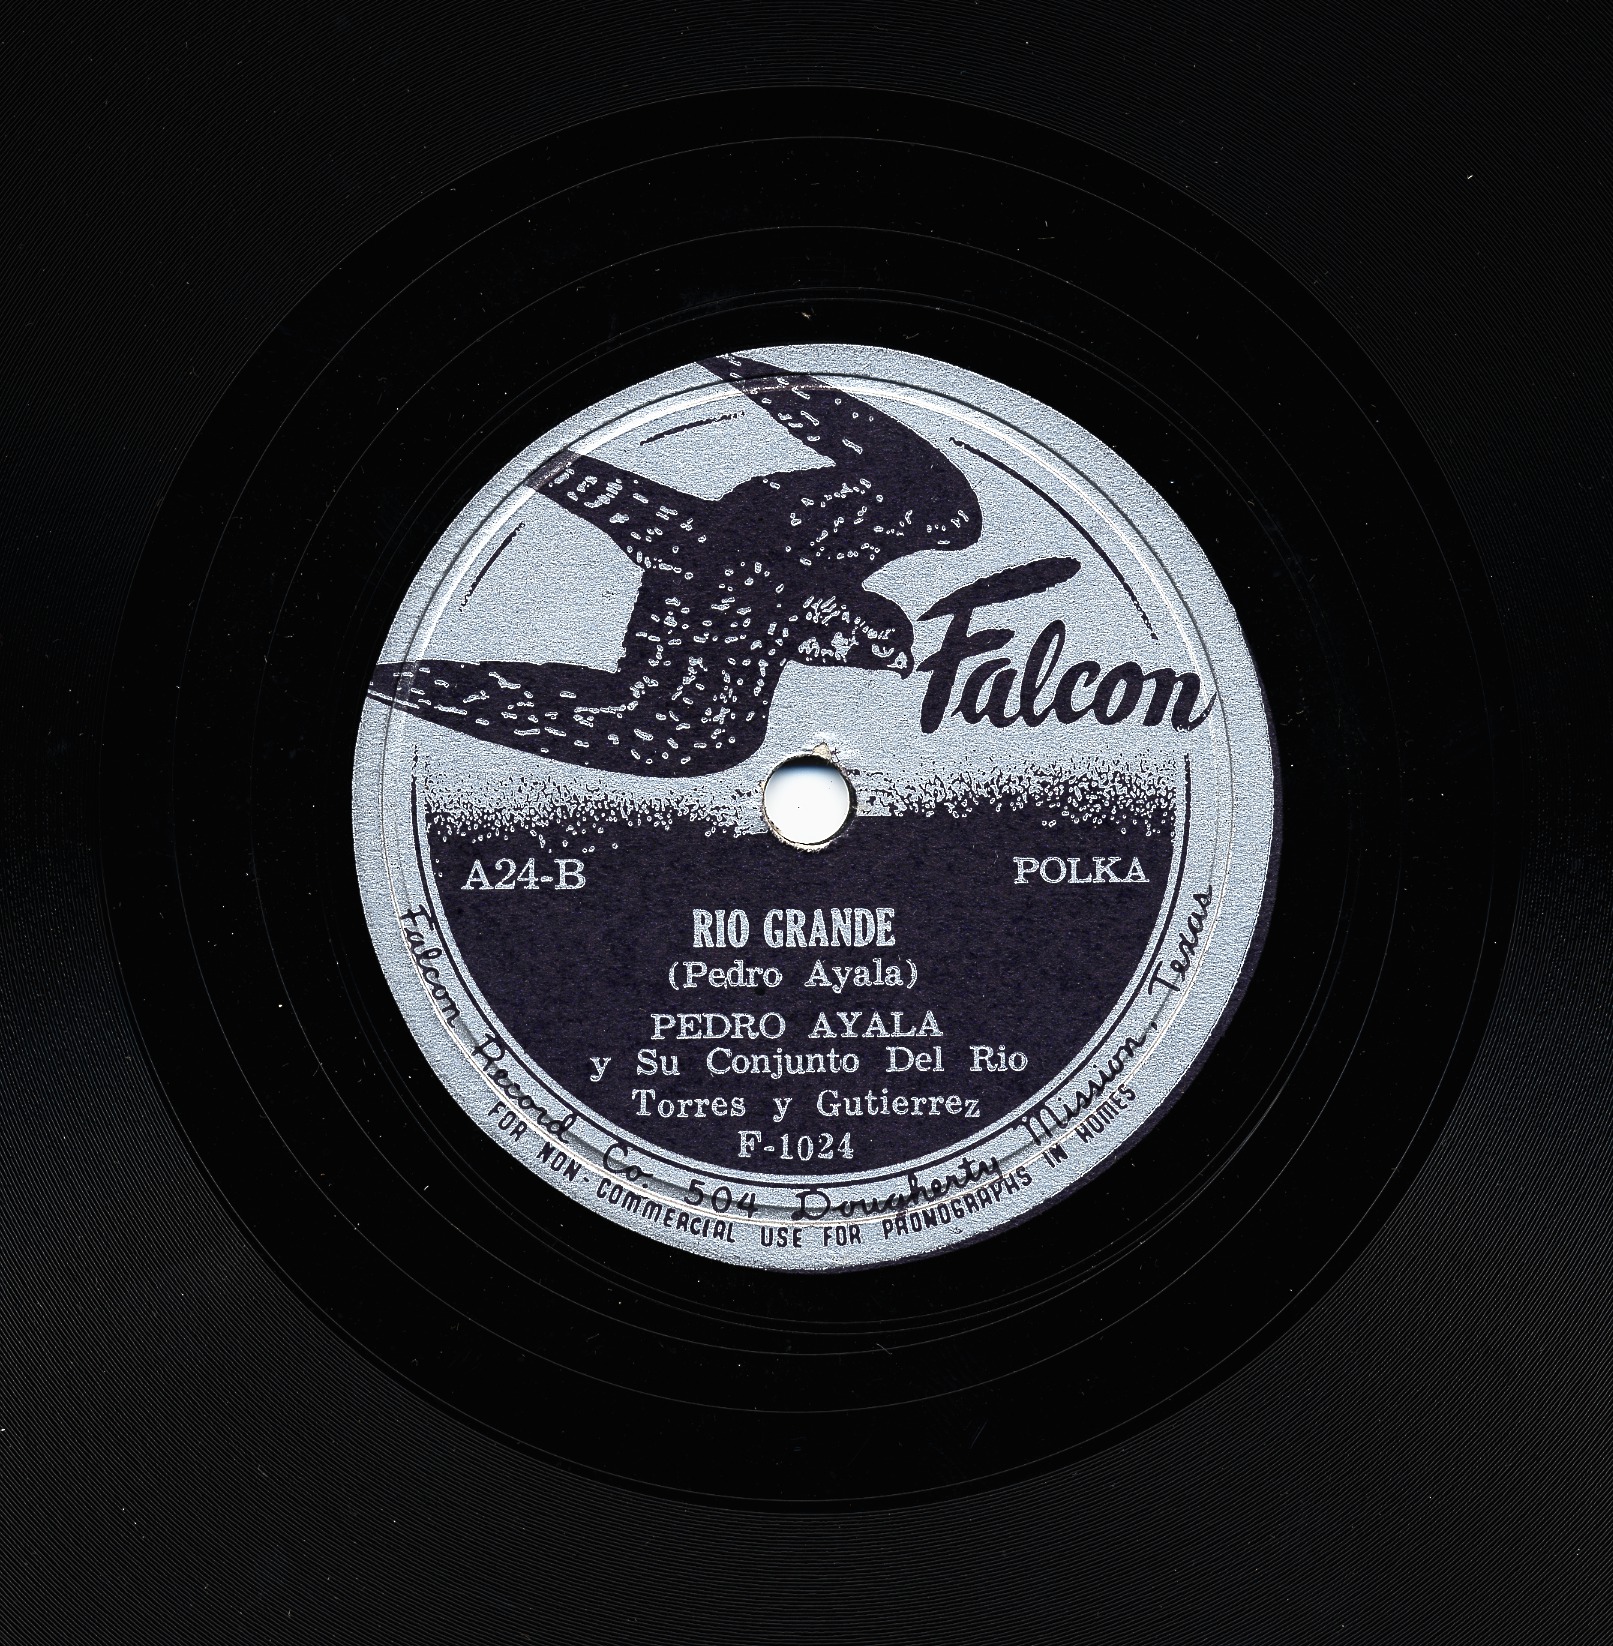 Falcon
A24-B
POLKA
RIO GRANDE
(Pedro Ayala)
PEDRO AYALA
y Su Conjunto Del Rio
Torres y Gutierrez
F-1024
Falcon Record Co. 504 Dougherty Mission, Texas
FOR NON-COMMERCIAL USE FOR PHONOGRAPHS IN HOMES